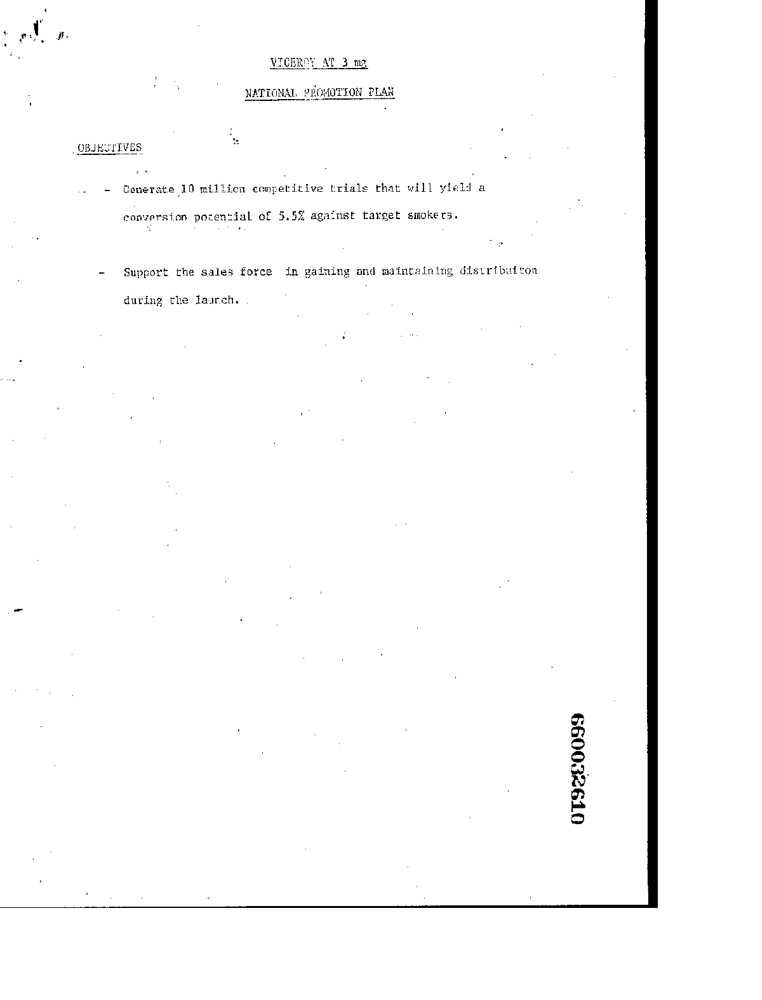 VICEROY AT 3 mg
NATIONAL PROMOTION PLAN
OBJECTIVES
- Generate 10 million competitive trials that will yield a
conversion potential of 5.5% against target smokers.
- Support the sales force in gaining and maintaining distribuiton
during the launch.
660032610